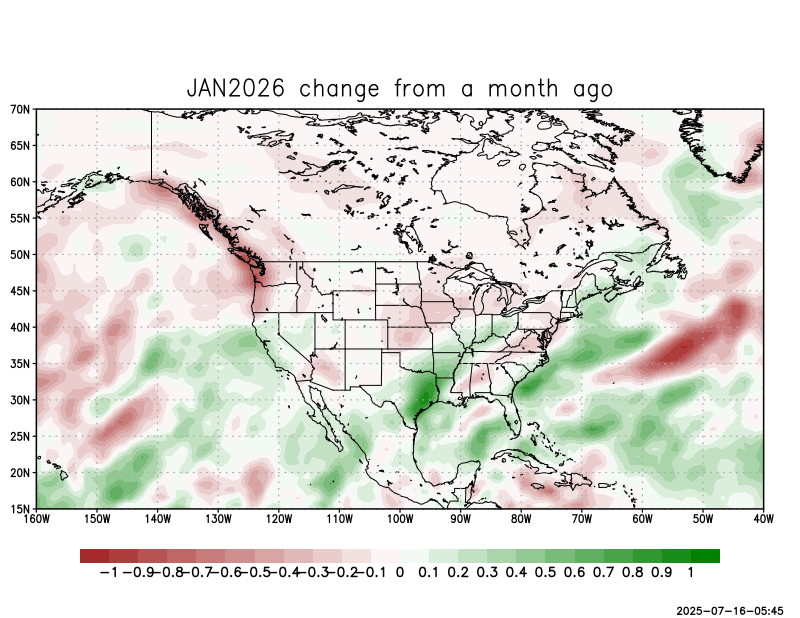 JAN2026 change from a month ago
70N
65N
60N
55N
50N
45N
40N
35N
30N
25N
20N
15N
160W 150W 140W 130W 120W 110W 100W 90W 80W 70W 60W 50W 40W
-1 -0.9-0.8-0.7-0.6-0.5-0.4-0.3-0.2-0.1 0 0.1 0.2 0.3 0.4 0.5 0.6 0.7 0.8 0.9 1
2025-07-16-05:45